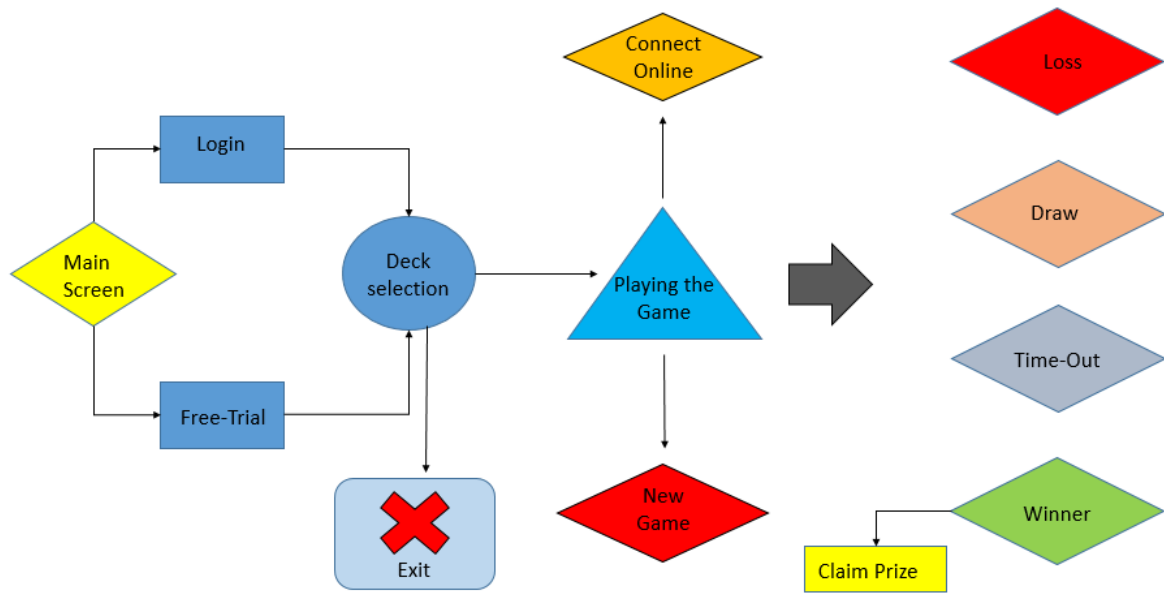 Connect
Online
Loss
Login
Draw
Main
Screen
Deck
selection
Playing the
Game
Time-Out
Free-Trial
New
Game
Winner
Exit
Claim Prize